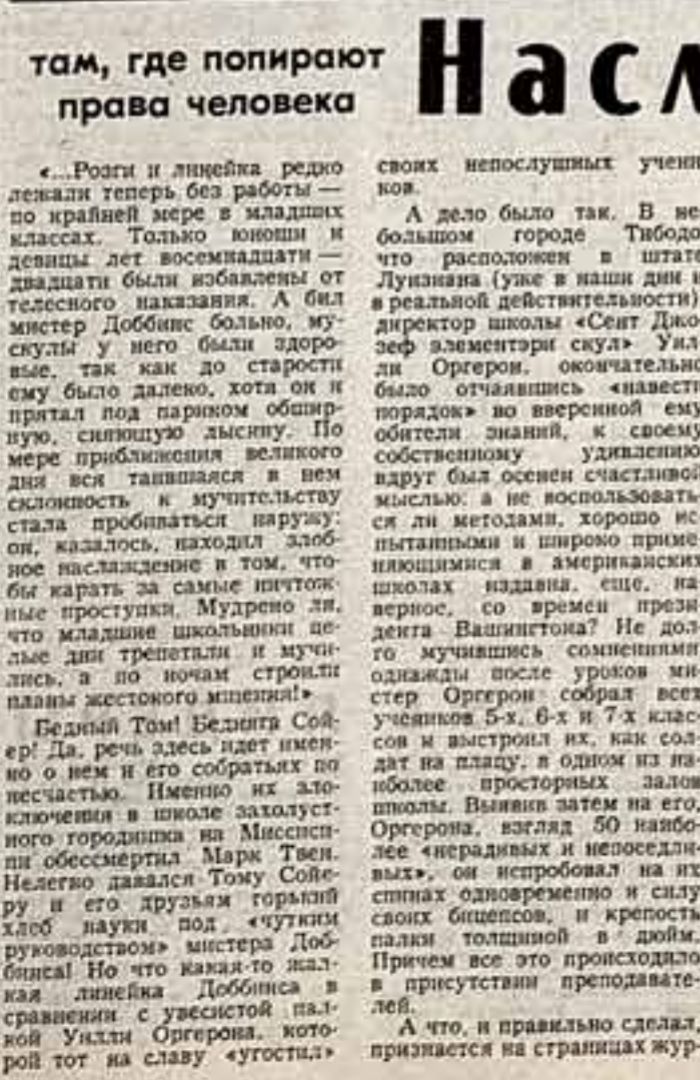 там, где попирают
права человека
Насл
«...Розги и линейка редко
лежали теперь без работы —
по крайней мере в младших
классах. Только юноши и
девицы лет восемнадцати —
двадцати были избавлены от
телесного наказания. А бил
мистер Доббинс больно, му-
скулы у него были здоро-
вые, так как до старости
ему было далеко, хотя он и
прятал под париком обшир-
ную, сияющую лысину. По
мере приближения великого
дня вся таившаяся в нем
склонность к мучительству
стала пробиваться наружу:
он, казалось, находил злоб-
ное наслаждение в том, что-
бы карать за самые ничтож-
ные проступки. Мудрено ли,
что младшие школьники це-
лые дни трепетали и мучи-
лись, а по ночам строили
планы жестокого мщения!»
Бедный Том! Бедняга Сой-
ер! Да, речь здесь идет имен-
но о нем и его собратьях по
несчастью. Именно их зло-
ключения в школе захолуст-
ного городишка на Миссиси-
пи обессмертил Марк Твен.
Нелегко давался Тому Сойе-
ру и его друзьям горький
хлеб науки под «чутким
руководством» мистера Доб-
бинса! Но что какая-то жал-
кая линейка Доббинса в
сравнении с увесистой пал-
кой Уилли Оргерона, кото-
рой тот на славу «угостил»
своих непослушных учени
ков.
А дело было так. В не
большом городе Тибодо
что расположен в штате
Луизиана (уже в наши дни и
в реальной действительности)
директор школы «Сент Джо
зеф элементэри скул» Уил
ли Оргерон, окончательно
было отчаявшись «навести
порядок» во вверенной ему
обители знаний, к своему
собственному удивлению
вдруг был осенен счастливой
мыслью: а не воспользовать
ся ли методами, хорошо ис
пытанными и широко приме
няющимися в американских
школах издавна, еще, на
верное, со времен прези
дента Вашингтона? Не дол
го мучившись сомнениями
однажды после уроков ми
стер Оргерон собрал всех
учеников 5-х, 6-х и 7-х клас
сов и выстроил их, как сол
дат на плацу, в одном из на
иболее просторных залов
школы. Выявив затем на его,
Оргерона, взгляд 50 наибо-
лее «нерадивых и непоседли-
вых», он испробовал на их
спинах одновременно и силу
своих бицепсов, и крепость
палки толщиной в дюйм.
Причем все это происходило
в присутствии преподавате-
лей.
А что, и правильно сделал,
признается на страницах жур-